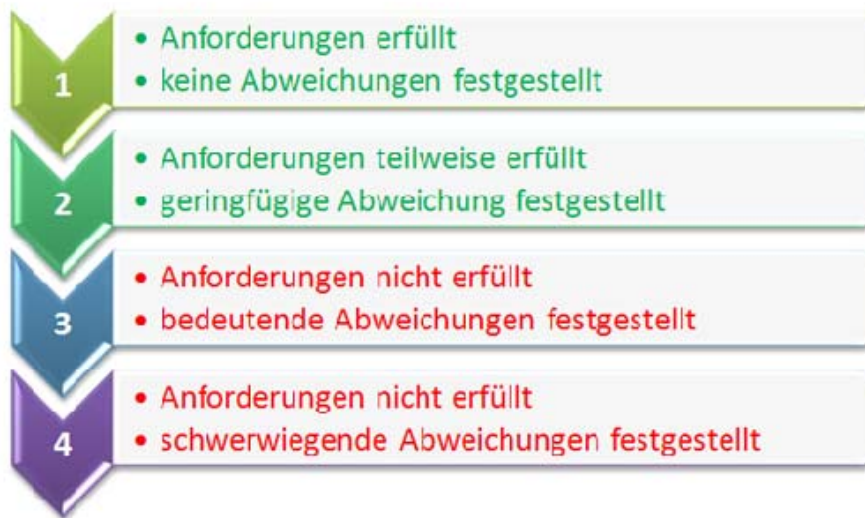 1
• Anforderungen erfüllt
• keine Abweichungen festgestellt
2
• Anforderungen teilweise erfüllt
• geringfügige Abweichung festgestellt
3
• Anforderungen nicht erfüllt
• bedeutende Abweichungen festgestellt
4
• Anforderungen nicht erfüllt
• schwerwiegende Abweichungen festgestellt